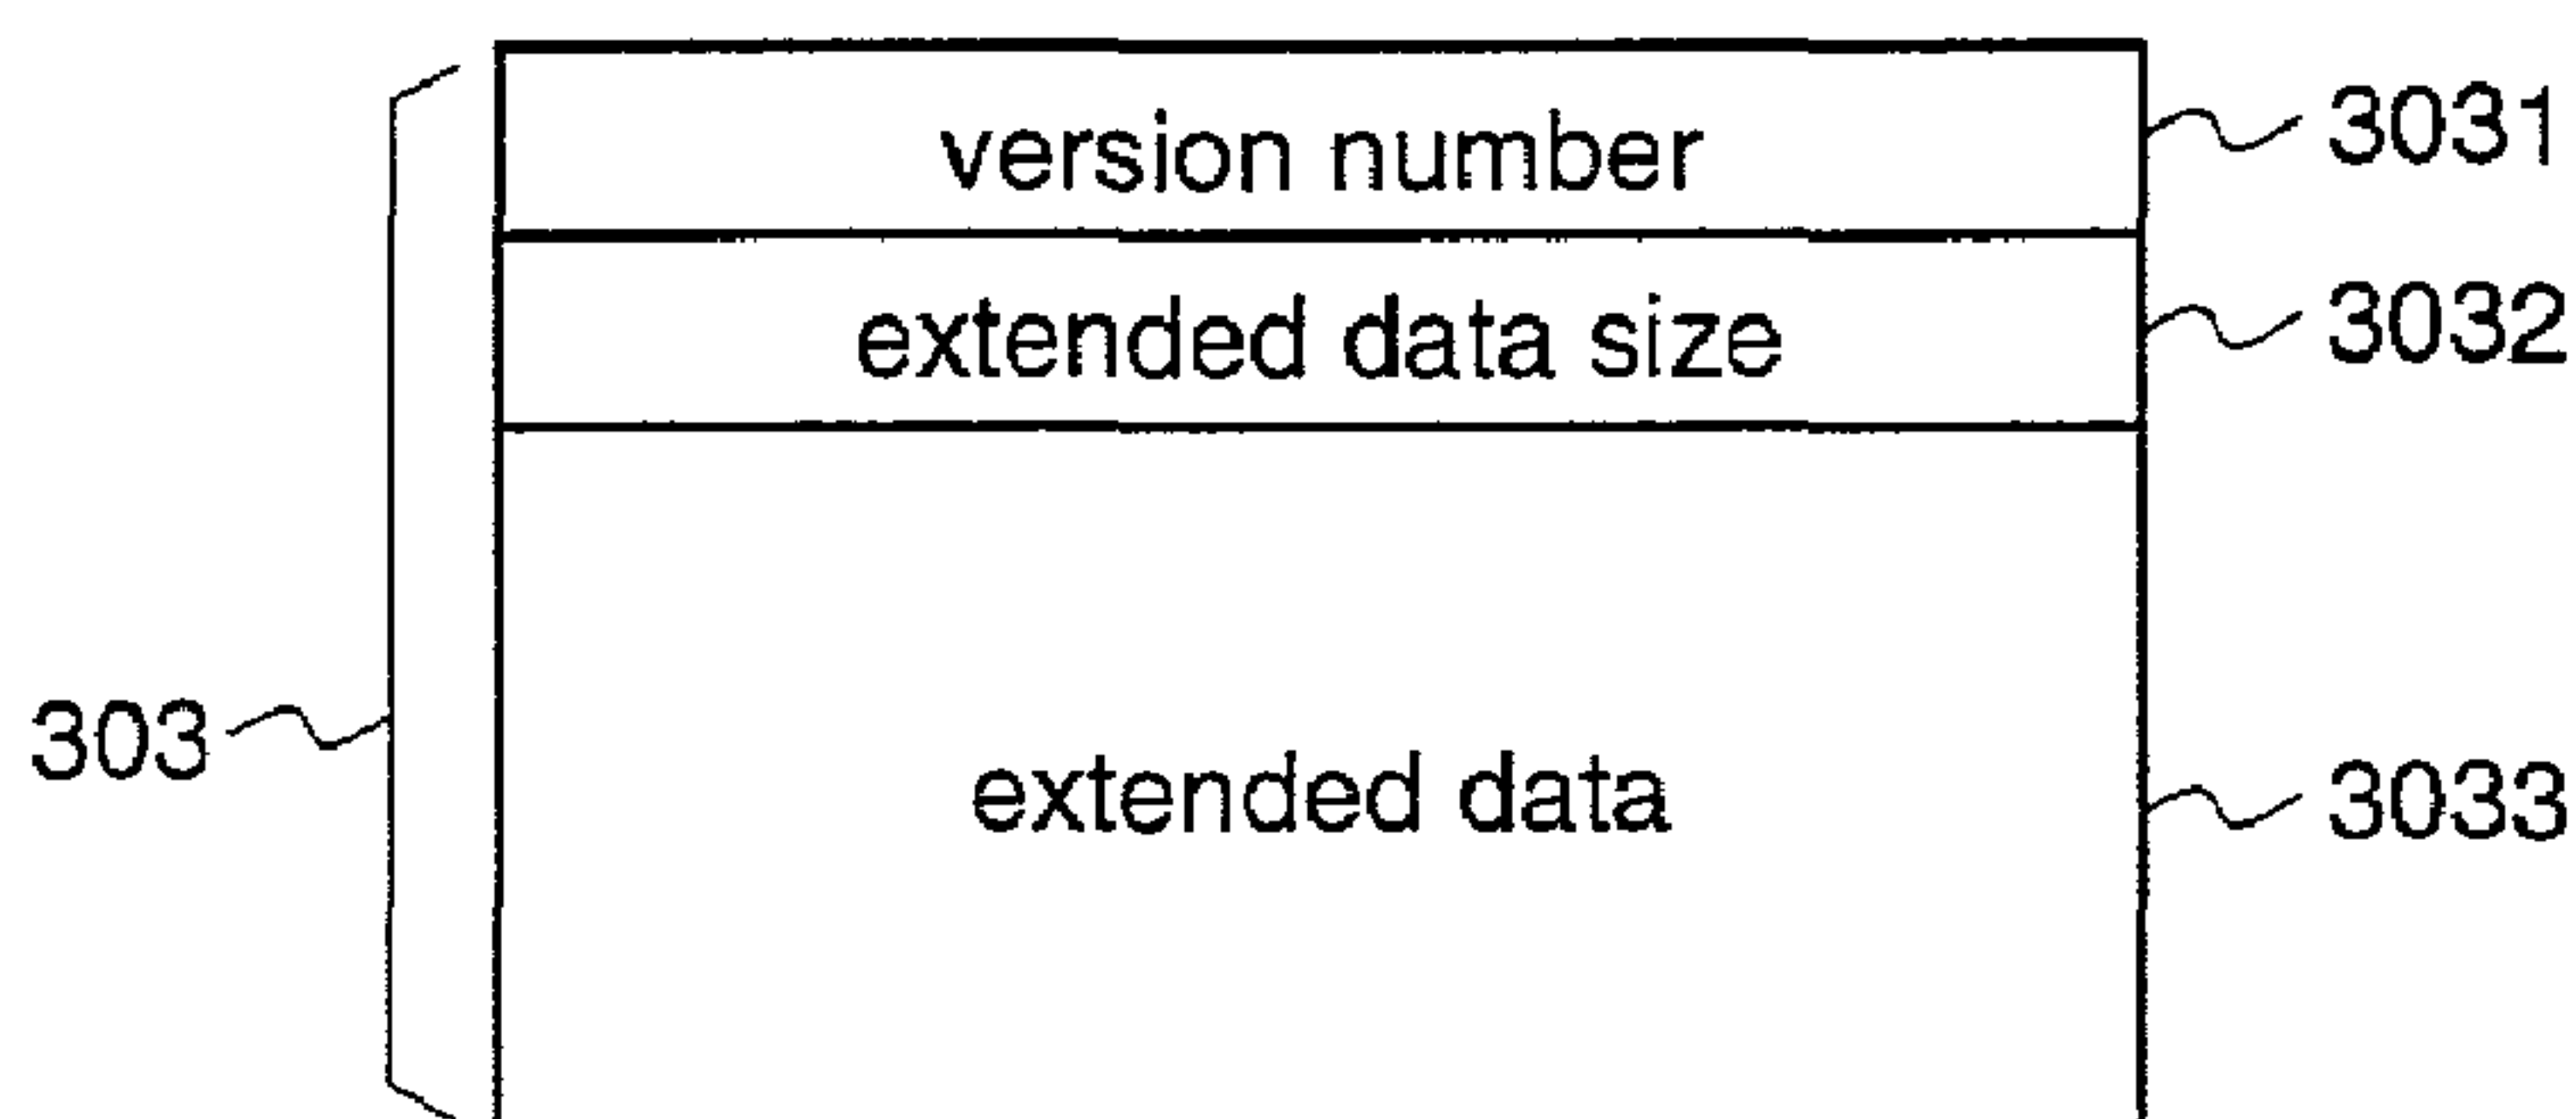 version number 3031
extended data size 3032
303 extended data 3033